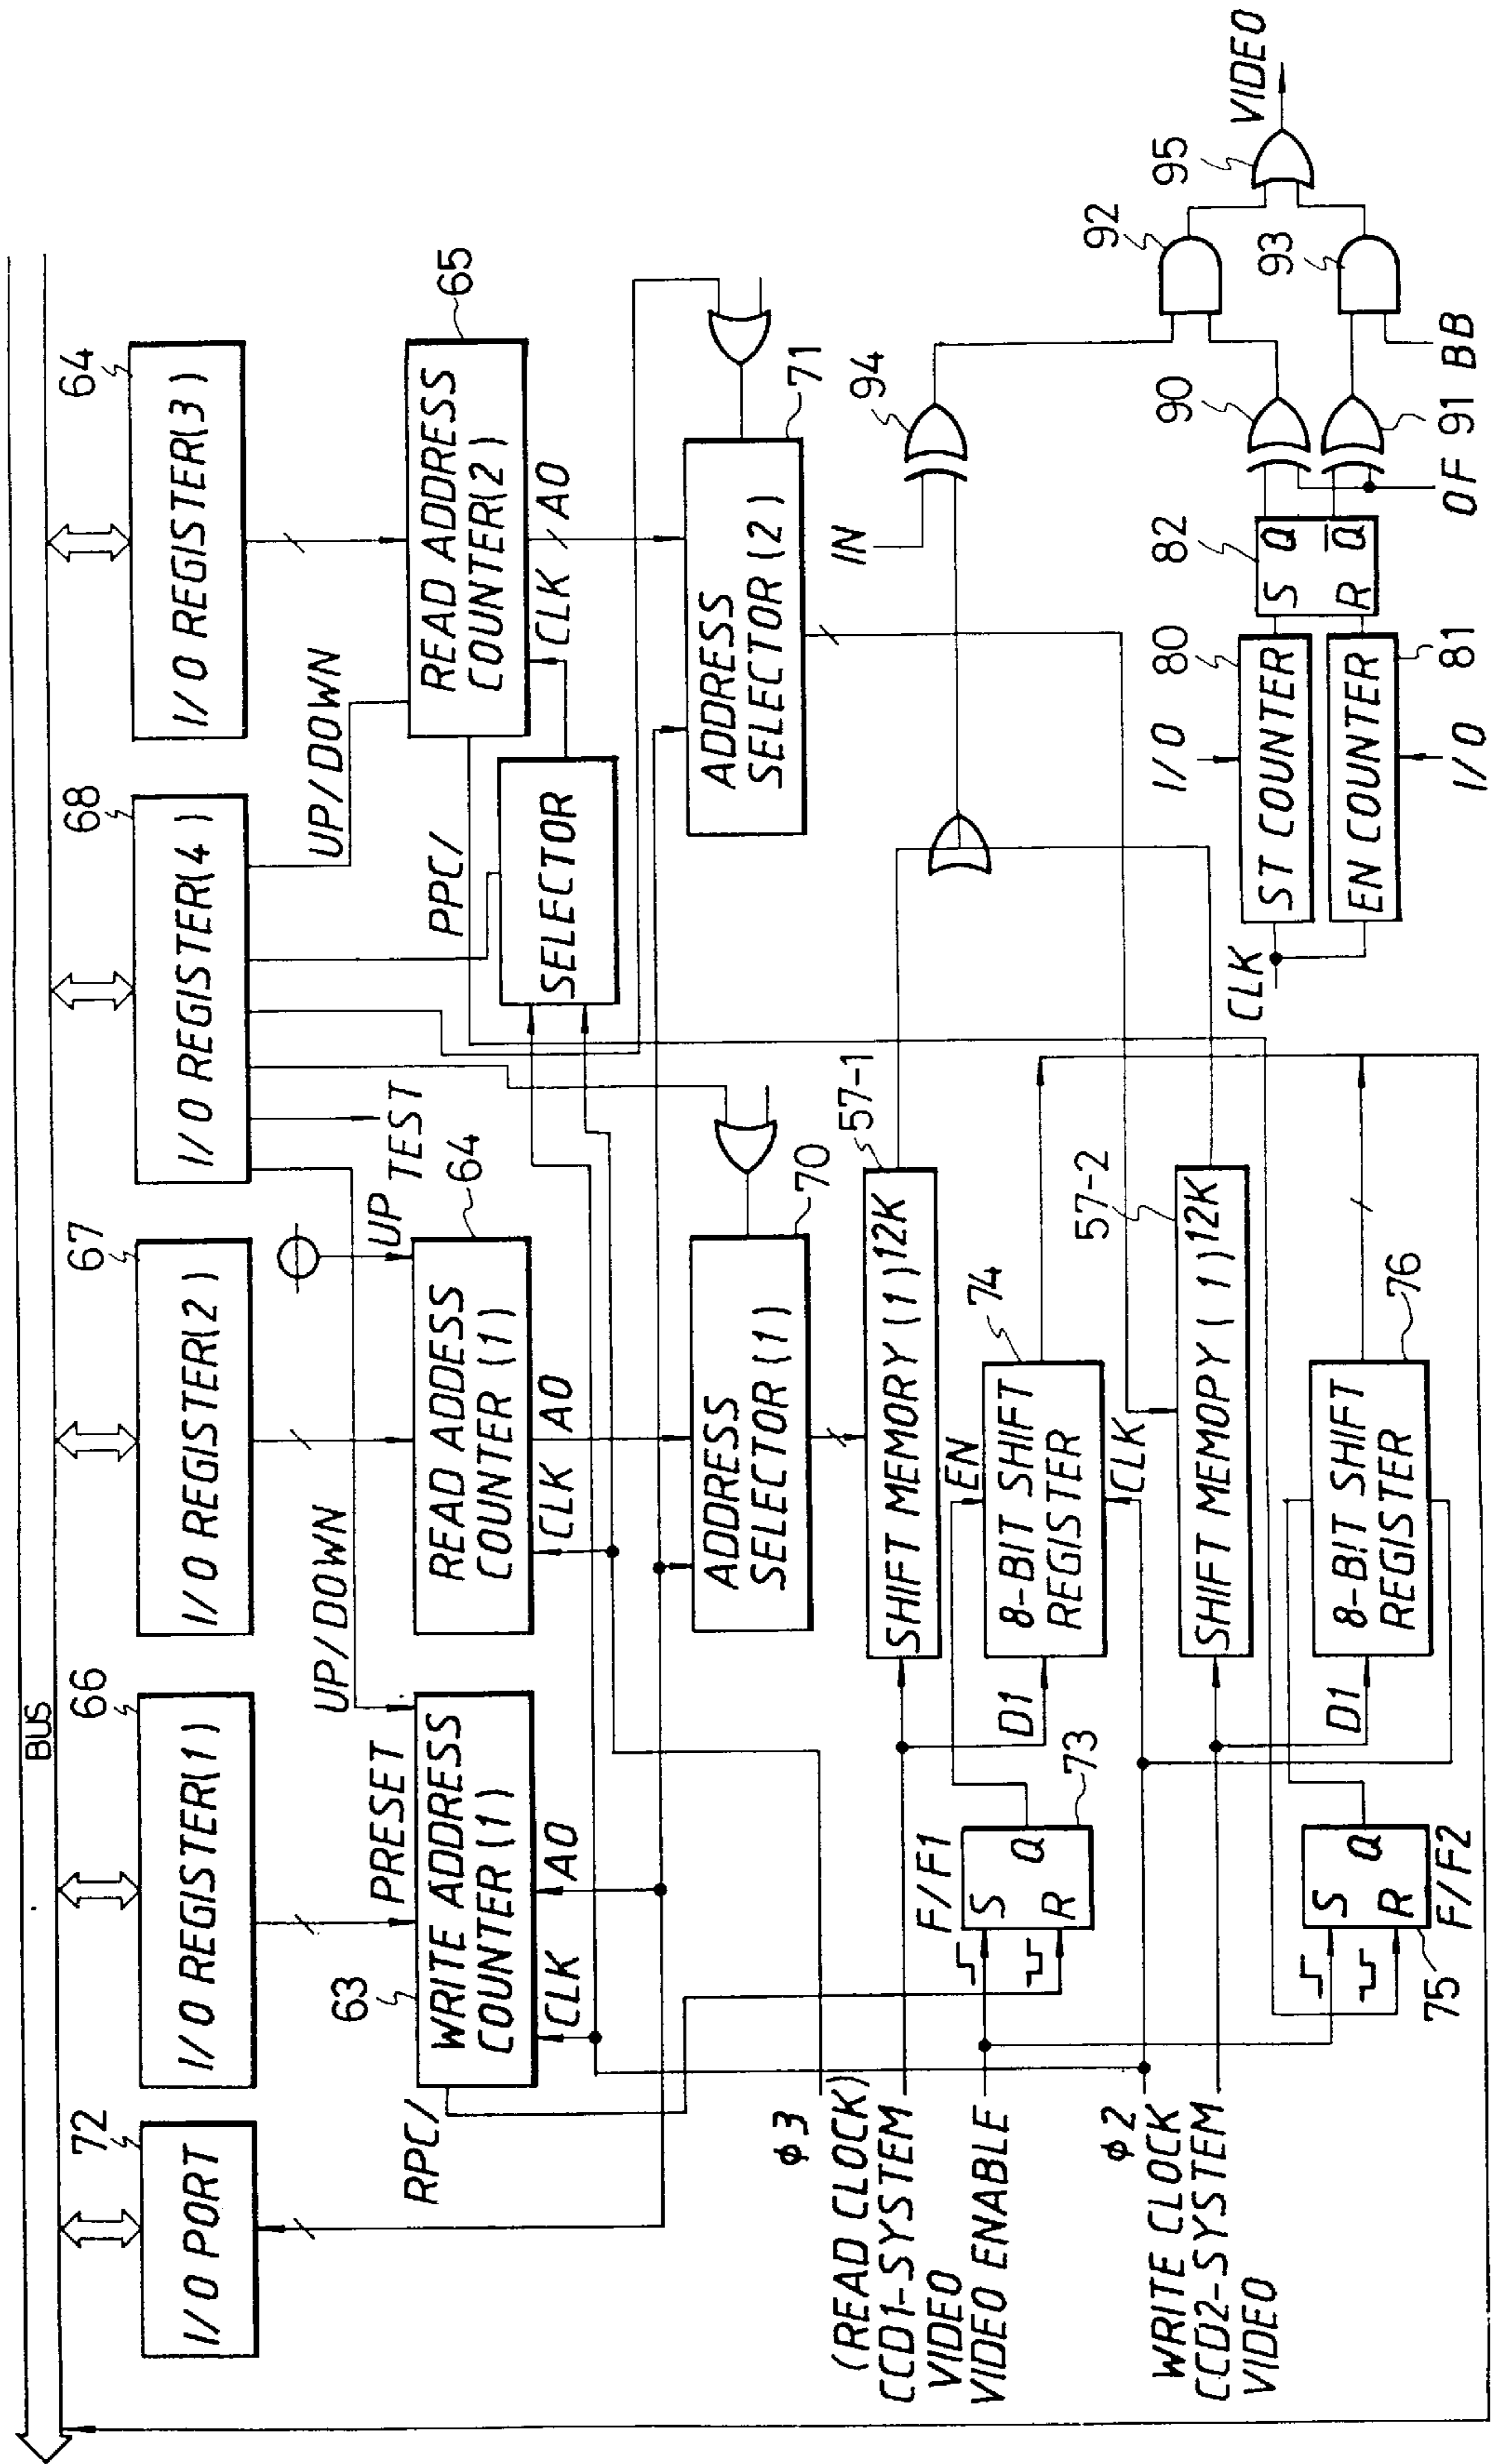 BUS
72
I/O PORT
66
I/O REGISTER(1)
67
I/O REGISTER(2)
68
I/O REGISTER(4)
64
I/O REGISTER(3)
PRESET
UP/DOWN
UP
TEST
UP/DOWN
RPC/
63
WRITE ADDRESS
COUNTER(1)
CLK
AO
64
READ ADDESS
COUNTER (1)
CLK
AO
PPC/
SELECTOR
65
READ ADDRESS
COUNTER(2)
CLK
AO
70
ADDRESS
SELECTOR(1)
71
ADDRESS
SELECTOR(2)
φ3
(READ CLOCK)
CCD1-SYSTEM
VIDEO
VIDEO ENABLE
φ2
WRITE CLOCK
CCD2-SYSTEM
VIDEO
57-1
SHIFT MEMORY(1)12K
F/F1
S
Q
R
73
D1
EN
74
8-BIT SHIFT
REGISTER
CLK
57-2
SHIFT MEMOPY(1)12K
75
S
Q
R
F/F2
D1
76
8-BIT SHIFT
REGISTER
IN
94
CLK
I/O
80
ST COUNTER
EN COUNTER
81
I/O
82
S
Q
R
Q̅
90
91
OF
BB
92
93
95
VIDEO